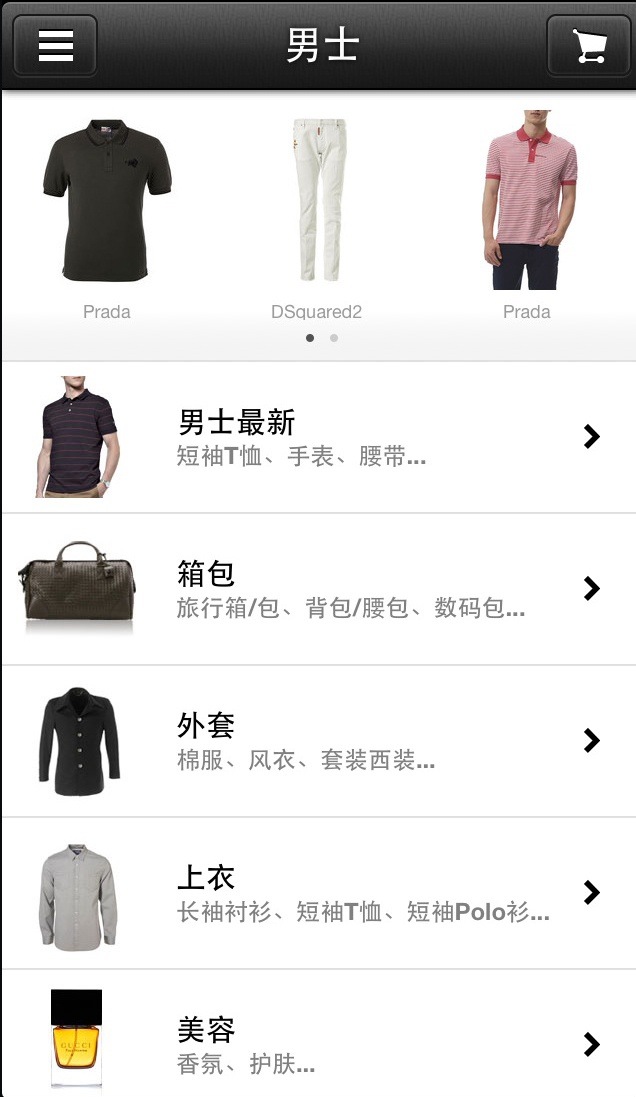 男士
Prada
DSquared2
Prada
男士最新
短袖T恤、手表、腰带...
箱包
旅行箱/包、背包/腰包、数码包...
外套
棉服、风衣、套装西装...
上衣
长袖衬衫、短袖T恤、短袖Polo衫...
GUCCI
美容
香氛、护肤...